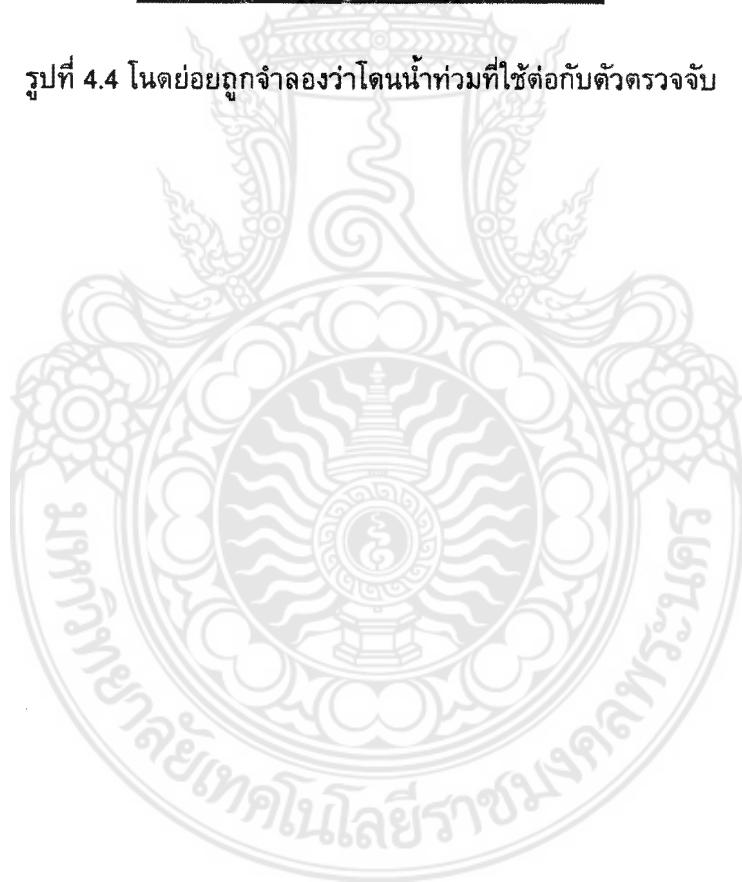 รูปที่ 4.4 โนดย่อยถูกจำลองว่าโดนน้ำท่วมที่ใช้ต่อกับตัวตรวจจับ
มหาวิทยาลัยเทคโนโลยีราชมงคลพระนคร